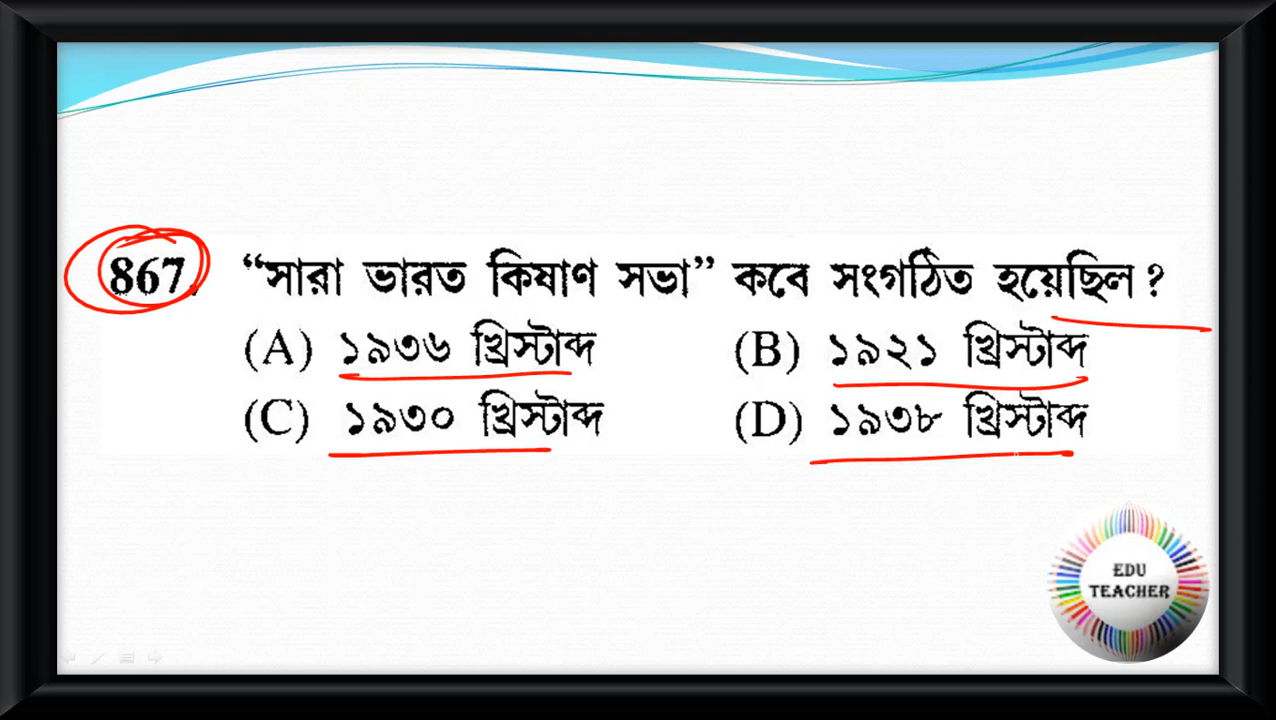 867. “সারা ভারত কিষাণ সভা” কবে সংগঠিত হয়েছিল ?
(A) ১৯৩৬ খ্রিস্টাব্দ (B) ১৯২১ খ্রিস্টাব্দ
(C) ১৯৩০ খ্রিস্টাব্দ (D) ১৯৩৮ খ্রিস্টাব্দ
EDU
TEACHER